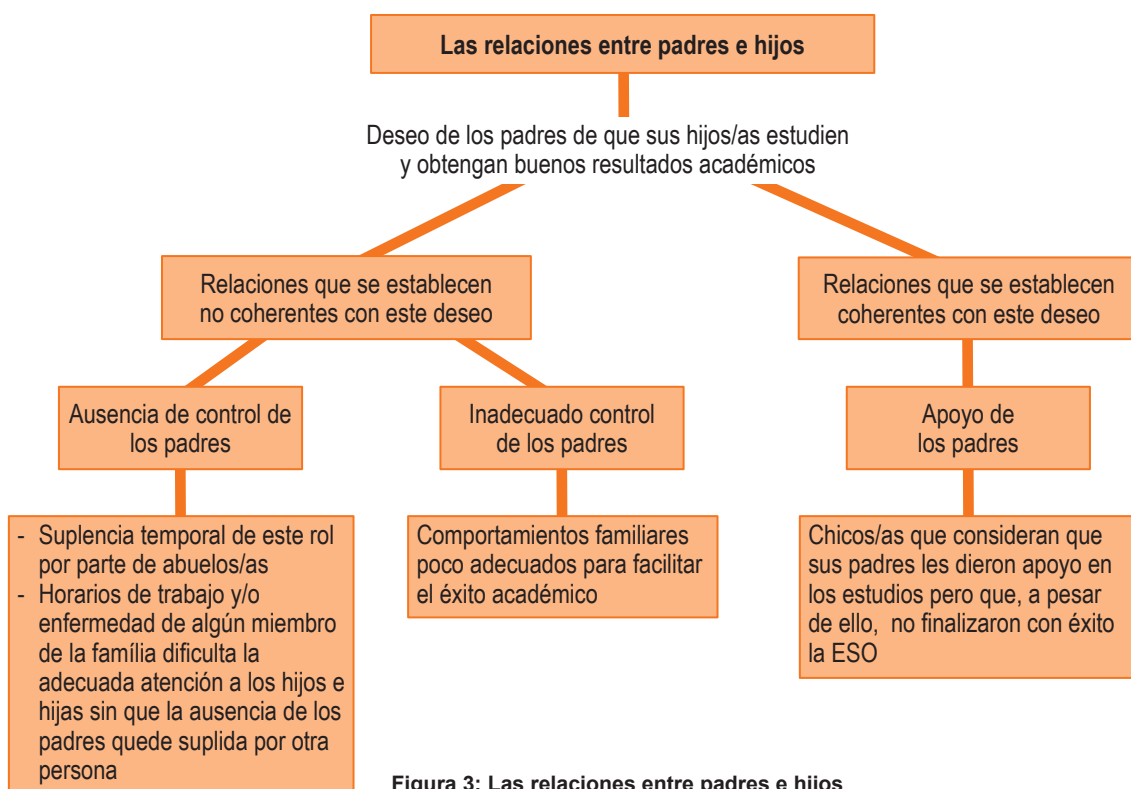 Las relaciones entre padres e hijos
Deseo de los padres de que sus hijos/as estudien
y obtengan buenos resultados académicos
Relaciones que se establecen
no coherentes con este deseo
Relaciones que se establecen
coherentes con este deseo
Ausencia de control de
los padres
Inadecuado control
de los padres
Apoyo de
los padres
- Suplencia temporal de este rol
por parte de abuelos/as
- Horarios de trabajo y/o
enfermedad de algún miembro
de la família dificulta la
adecuada atención a los hijos e
hijas sin que la ausencia de los
padres quede suplida por otra
persona
Comportamientos familiares
poco adecuados para facilitar
el éxito académico
Chicos/as que consideran que
sus padres les dieron apoyo en
los estudios pero que, a pesar
de ello, no finalizaron con éxito
la ESO
Figura 3: Las relaciones entre padres e hijos